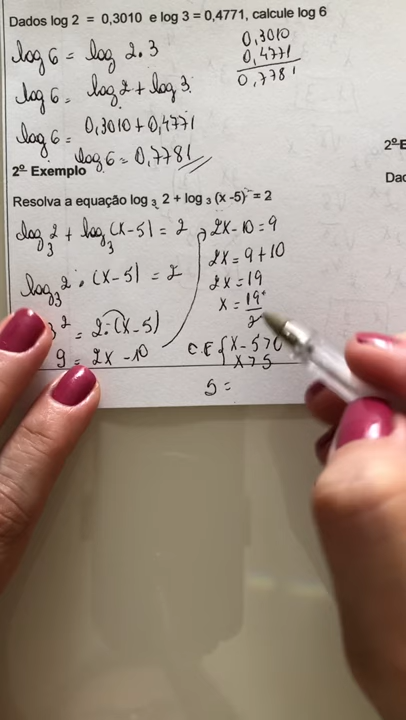 Dados log 2 = 0,3010 e log 3 = 0,4771, calcule log 6
log 6 = log 2.3
log 6 = log 2 + log 3
log 6 = 0,3010 + 0,4771
log 6 = 0,7781
0,3010
0,4771
0,7781
2º Exemplo
Resolva a equação log ₃ 2 + log ₃ (x -5) = 2
log₃ 2 + log₃ (x-5) = 2
log₃ 2 . (x-5) = 2
3² = 2.(x-5)
9 = 2x - 10
2x - 10 = 9
2x = 9 + 10
2x = 19
x = 19/2
C.E { x - 5 > 0
x > 5
S =
2º E
Dad